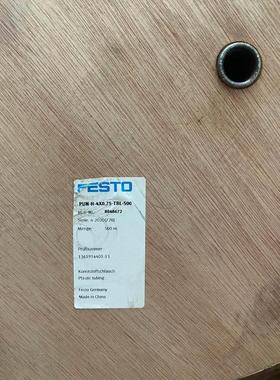 FESTO
PUN-H-4X0,75-TBL-500
8048672
Menge: 500 m
Prüfnummer
Kunststoffschlauch
Plastic tubing
Festo Germany
Made in China